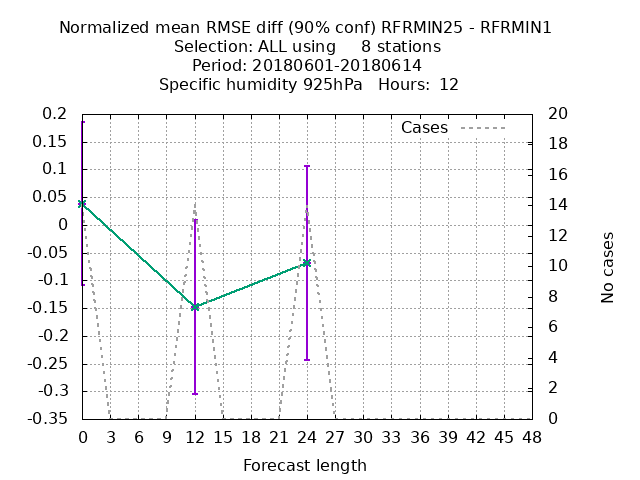 Normalized mean RMSE diff (90% conf) RFRMIN25 - RFRMIN1
Selection: ALL using     8 stations
Period: 20180601-20180614
Specific humidity 925hPa   Hours:  12
Cases
0.2
0.15
0.1
0.05
0
-0.05
-0.1
-0.15
-0.2
-0.25
-0.3
-0.35
20
18
16
14
12
10
8
6
4
2
0
No cases
0 3 6 9 12 15 18 21 24 27 30 33 36 39 42 45 48
Forecast length